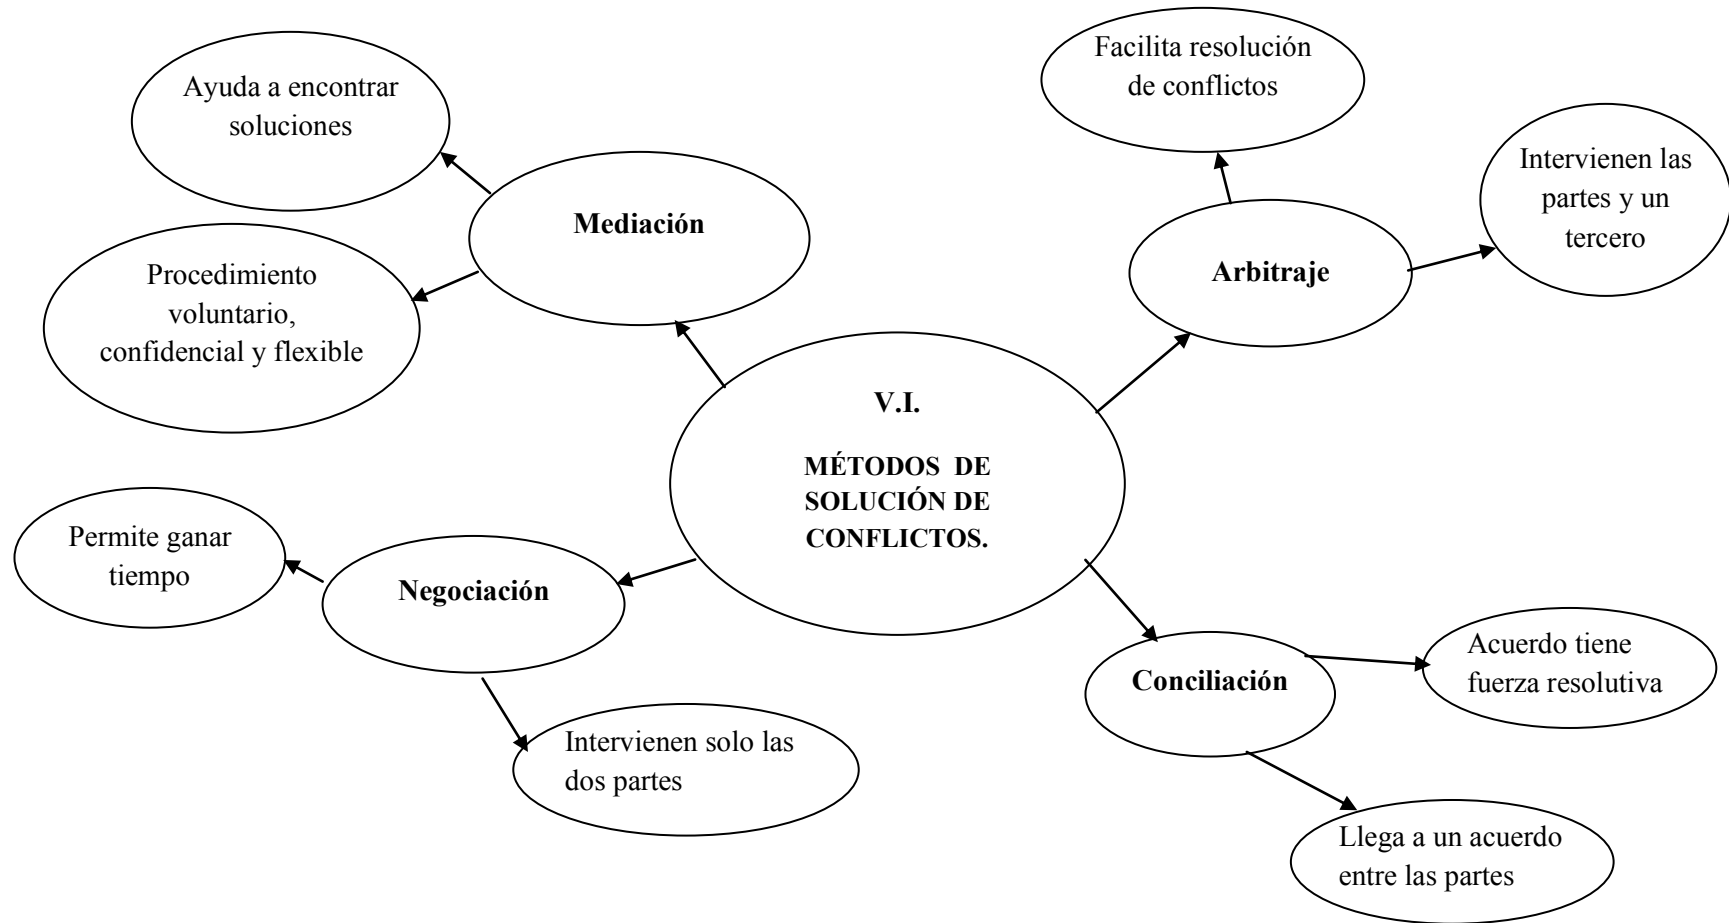 Facilita resolución
de conflictos
Ayuda a encontrar
soluciones
Intervienen las
partes y un
tercero
Mediación
Arbitraje
Procedimiento
voluntario,
confidencial y flexible
V.I.
MÉTODOS DE
SOLUCIÓN DE
CONFLICTOS.
Permite ganar
tiempo
Negociación
Acuerdo tiene
fuerza resolutiva
Conciliación
Intervienen solo las
dos partes
Llega a un acuerdo
entre las partes